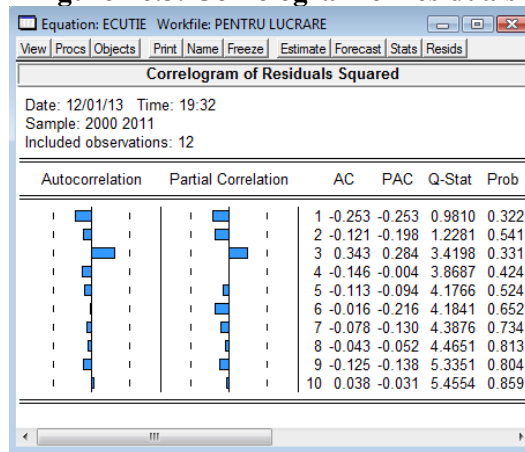 Equation: ECUTIE Workfile: PENTRU LUCRARE
View Procs Objects Print Name Freeze Estimate Forecast Stats Resids
Correlogram of Residuals Squared
Date: 12/01/13 Time: 19:32
Sample: 2000 2011
Included observations: 12
Autocorrelation Partial Correlation AC PAC Q-Stat Prob
1 -0.253 -0.253 0.9810 0.322
2 -0.121 -0.198 1.2281 0.541
3 0.343 0.284 3.4198 0.331
4 -0.146 -0.004 3.8687 0.424
5 -0.113 -0.094 4.1766 0.524
6 -0.016 -0.216 4.1841 0.652
7 -0.078 -0.130 4.3876 0.734
8 -0.043 -0.052 4.4651 0.813
9 -0.125 -0.138 5.3351 0.804
10 0.038 -0.031 5.4554 0.859